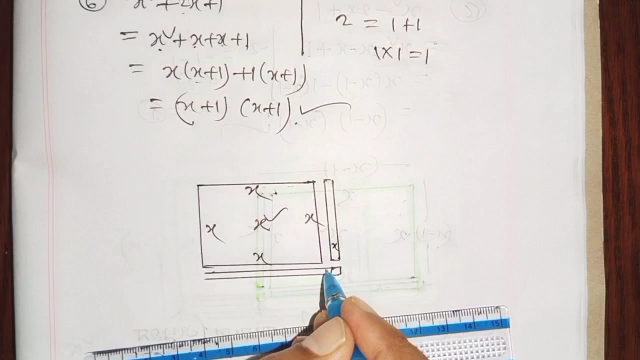 6 x² + 2x + 1
= x² + x + x + 1
= x(x+1) + 1(x+1)
= (x+1) (x+1).
2 = 1 + 1
1 x 1 = 1
x
x x² x
x
x